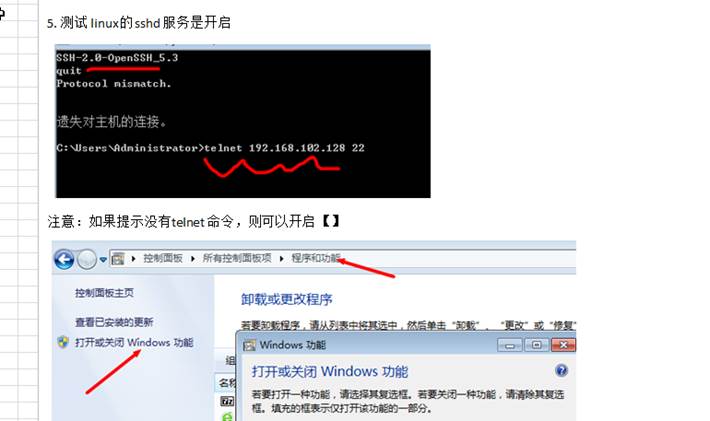 5. 测试 linux的 sshd 服务是开启
SSH-2.0-OpenSSH_5.3
quit
Protocol mismatch.
遗失对主机的连接。
C:\Users\Administrator>telnet 192.168.102.128 22
注意：如果提示没有telnet 命令，则可以开启【】
控制面板 ▸ 所有控制面板项 ▸ 程序和功能
控制面板主页
查看已安装的更新
打开或关闭 Windows 功能
卸载或更改程序
若要卸载程序，请从列表中将其选中，然后单击“卸载”、“更改”或“修复”
组
名称
Windows 功能
打开或关闭 Windows 功能
若要打开一种功能，请选择其复选框。若要关闭一种功能，请清除其复选
框。填充的框表示仅打开该功能的一部分。